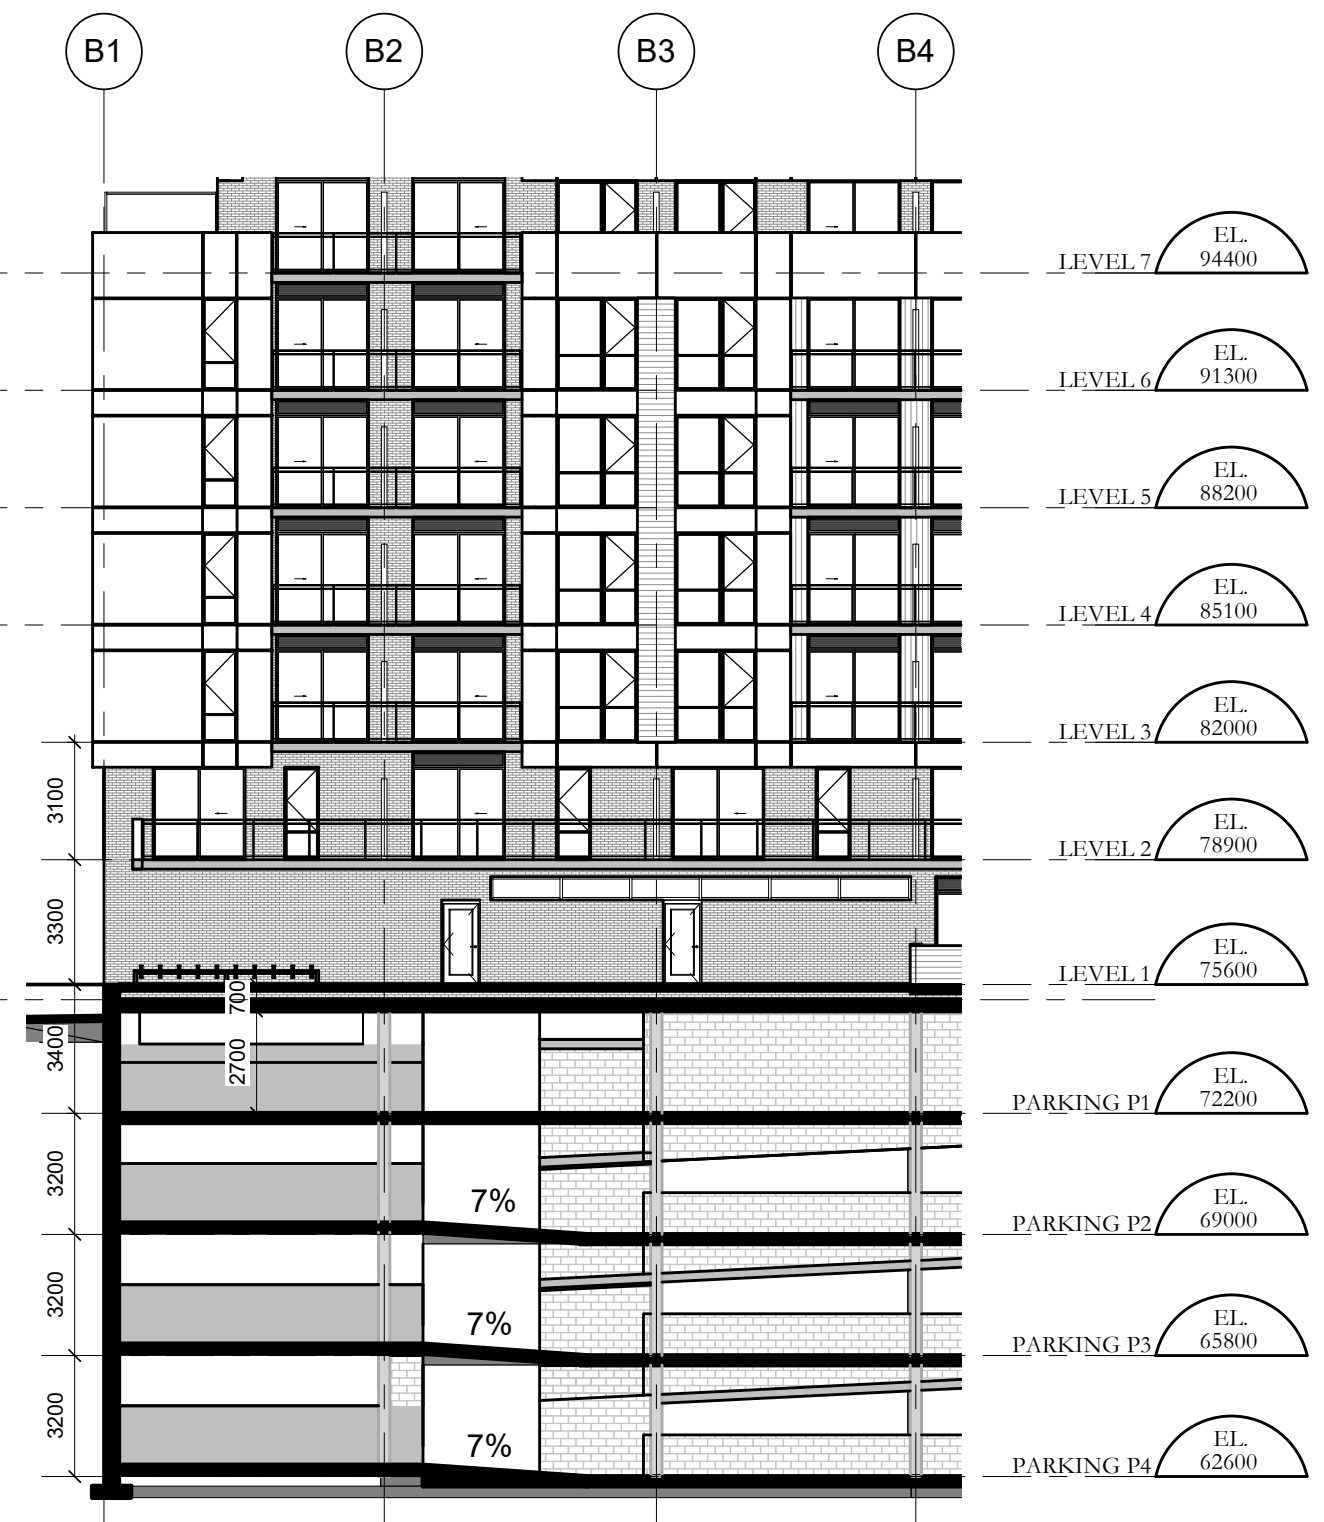 B1 B2 B3 B4
EL.
94400
LEVEL 7
EL.
91300
LEVEL 6
EL.
88200
LEVEL 5
EL.
85100
LEVEL 4
EL.
82000
LEVEL 3
3100
EL.
78900
LEVEL 2
3300
EL.
75600
LEVEL 1
700
3400
2700
EL.
72200
PARKING P1
3200
7%
EL.
69000
PARKING P2
3200
7%
EL.
65800
PARKING P3
3200
7%
EL.
62600
PARKING P4